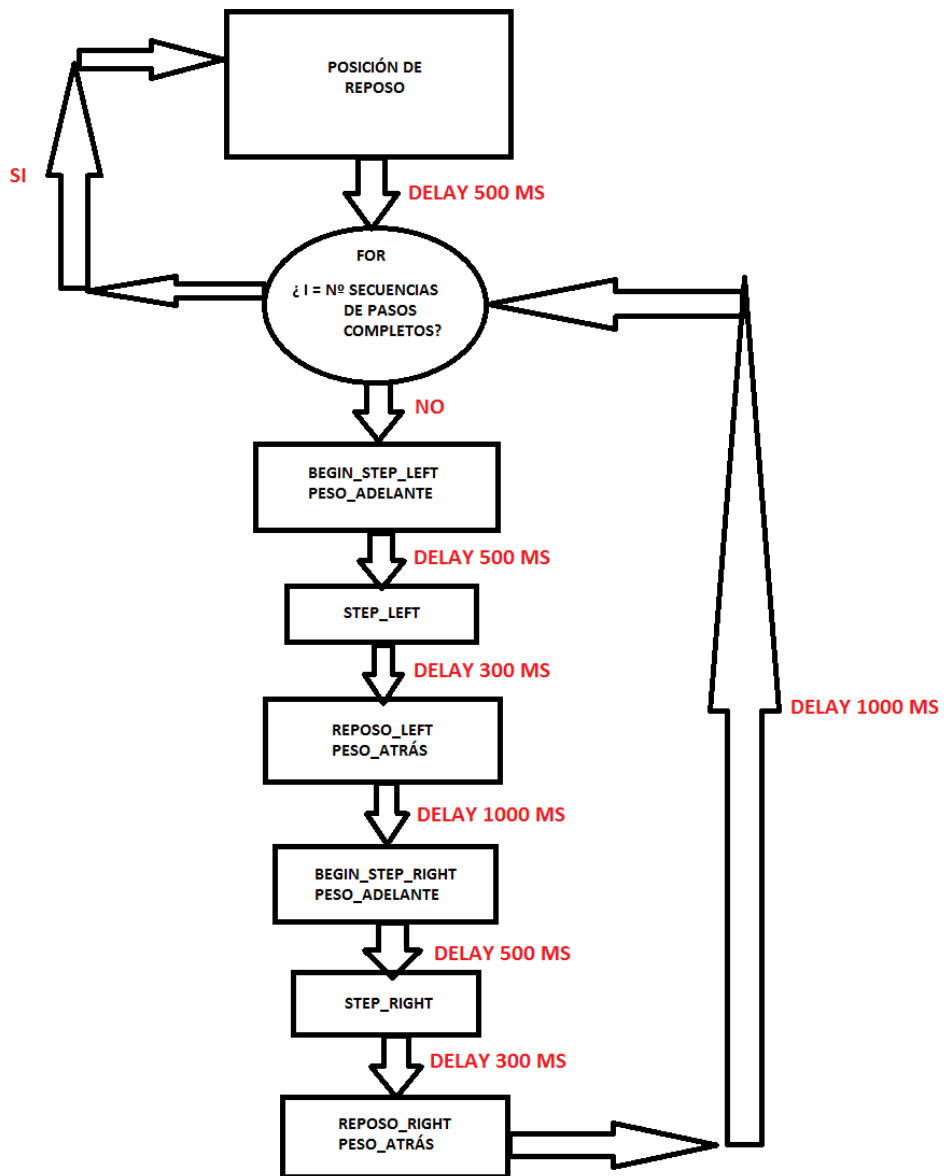 POSICIÓN DE
REPOSO
SI
DELAY 500 MS
FOR
¿ I = Nº SECUENCIAS
DE PASOS
COMPLETOS?
NO
BEGIN_STEP_LEFT
PESO_ADELANTE
DELAY 500 MS
STEP_LEFT
DELAY 300 MS
REPOSO_LEFT
PESO_ATRÁS
DELAY 1000 MS
DELAY 1000 MS
BEGIN_STEP_RIGHT
PESO_ADELANTE
DELAY 500 MS
STEP_RIGHT
DELAY 300 MS
REPOSO_RIGHT
PESO_ATRÁS